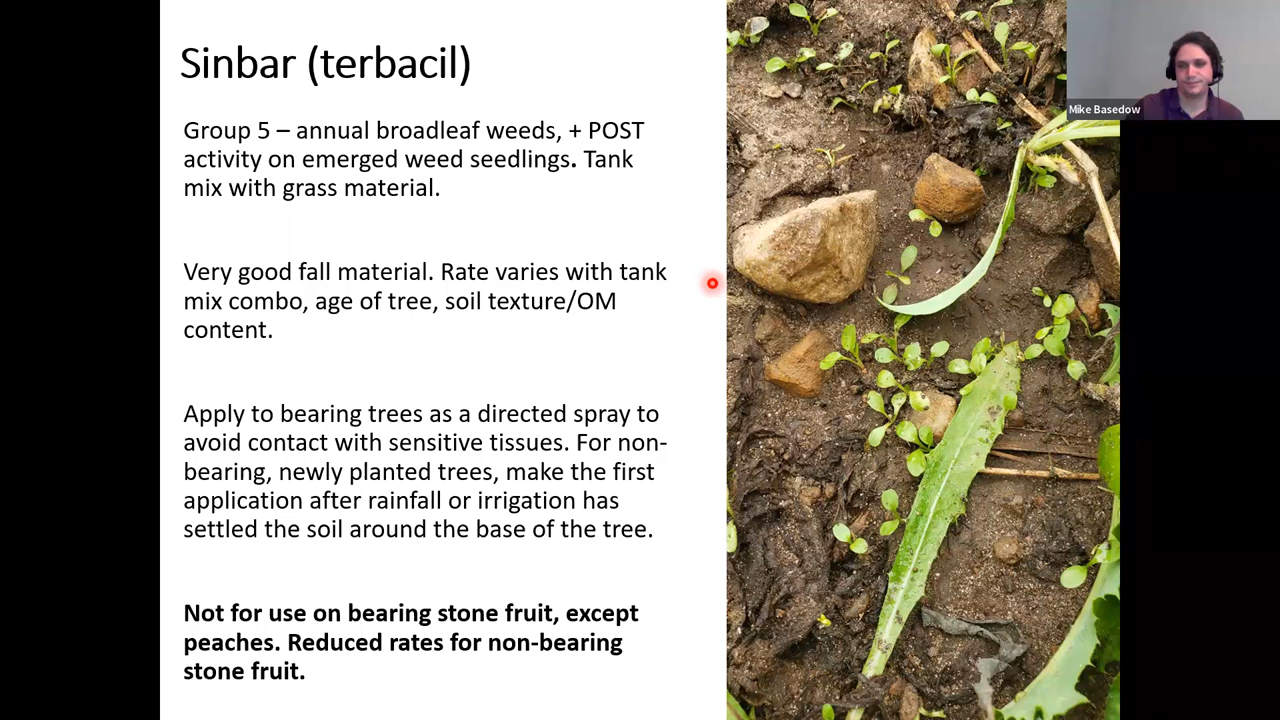 Sinbar (terbacil)
Group 5 – annual broadleaf weeds, + POST
activity on emerged weed seedlings. Tank
mix with grass material.
Very good fall material. Rate varies with tank
mix combo, age of tree, soil texture/OM
content.
Apply to bearing trees as a directed spray to
avoid contact with sensitive tissues. For non-
bearing, newly planted trees, make the first
application after rainfall or irrigation has
settled the soil around the base of the tree.
Not for use on bearing stone fruit, except
peaches. Reduced rates for non-bearing
stone fruit.
Mike Basedow